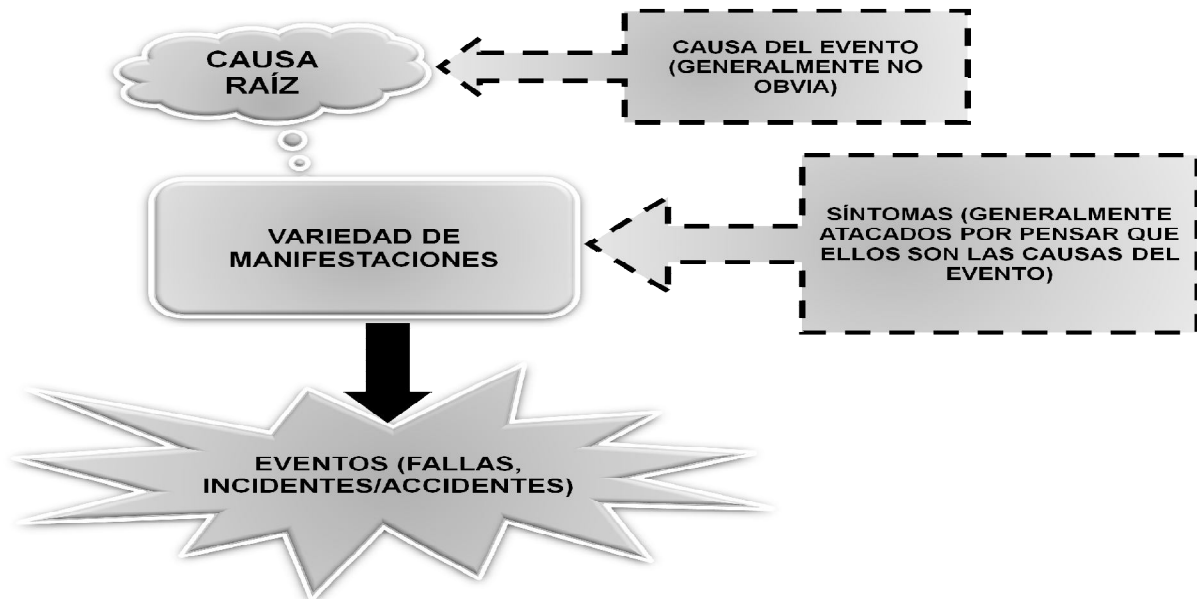 CAUSA
RAÍZ
CAUSA DEL EVENTO
(GENERALMENTE NO
OBVIA)
VARIEDAD DE
MANIFESTACIONES
SÍNTOMAS (GENERALMENTE
ATACADOS POR PENSAR QUE
ELLOS SON LAS CAUSAS DEL
EVENTO)
EVENTOS (FALLAS,
INCIDENTES/ACCIDENTES)